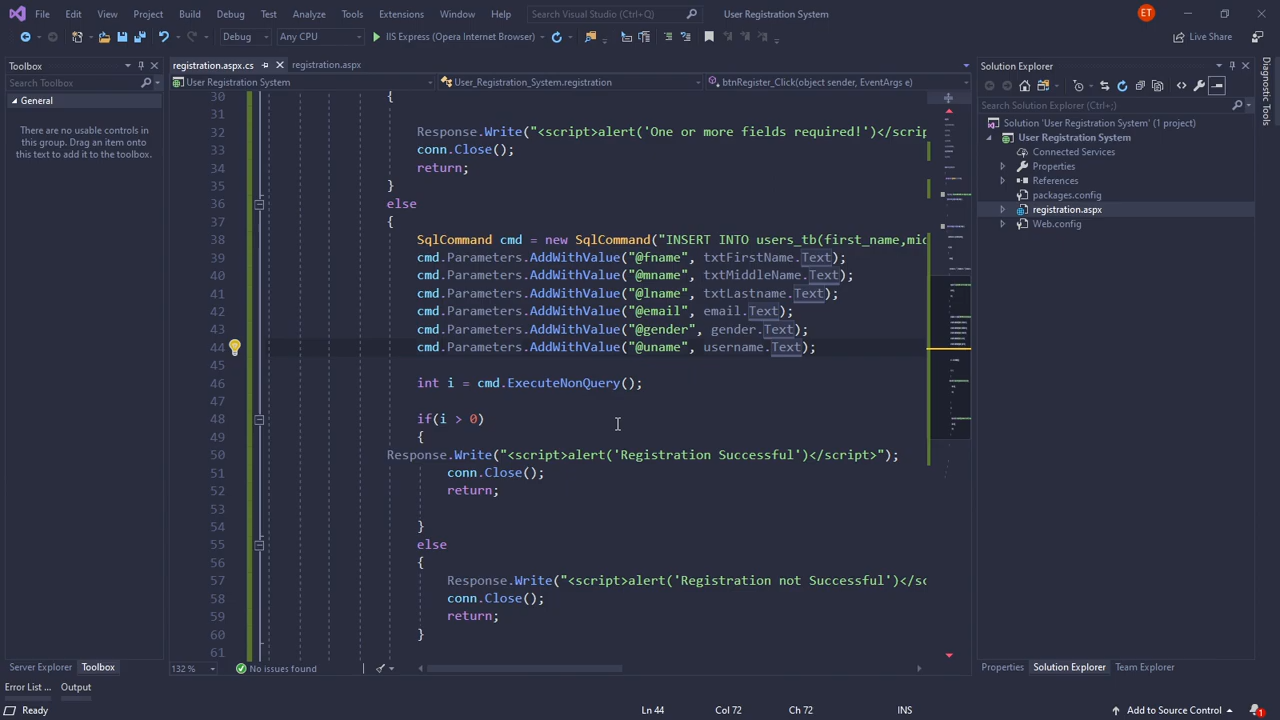 File Edit View Project Build Debug Test Analyze Tools Extensions Window Help Search Visual Studio (Ctrl+Q) User Registration System ET
Debug Any CPU IIS Express (Opera Internet Browser) Live Share
Toolbox
Search Toolbox
General
There are no usable controls in
this group. Drag an item onto
this text to add it to the toolbox.
registration.aspx.cs registration.aspx
User Registration System User_Registration_System.registration btnRegister_Click(object sender, EventArgs e)
30 {
31
32 Response.Write("<script>alert('One or more fields required!')</scrip
33 conn.Close();
34 return;
35 }
36 else
37 {
38 SqlCommand cmd = new SqlCommand("INSERT INTO users_tb(first_name,mid
39 cmd.Parameters.AddWithValue("@fname", txtFirstName.Text);
40 cmd.Parameters.AddWithValue("@mname", txtMiddleName.Text);
41 cmd.Parameters.AddWithValue("@lname", txtLastname.Text);
42 cmd.Parameters.AddWithValue("@email", email.Text);
43 cmd.Parameters.AddWithValue("@gender", gender.Text);
44 cmd.Parameters.AddWithValue("@uname", username.Text);
45
46 int i = cmd.ExecuteNonQuery();
47
48 if(i > 0)
49 {
50 Response.Write("<script>alert('Registration Successful')</script>");
51 conn.Close();
52 return;
53
54 }
55 else
56 {
57 Response.Write("<script>alert('Registration not Successful')</sc
58 conn.Close();
59 return;
60 }
61
132 % No issues found
Solution Explorer
Search Solution Explorer (Ctrl+;)
Solution 'User Registration System' (1 project)
User Registration System
Connected Services
Properties
References
packages.config
registration.aspx
Web.config
Diagnostic Tools
Server Explorer Toolbox
Properties Solution Explorer Team Explorer
Error List ... Output
Ready Ln 44 Col 72 Ch 72 INS Add to Source Control 1